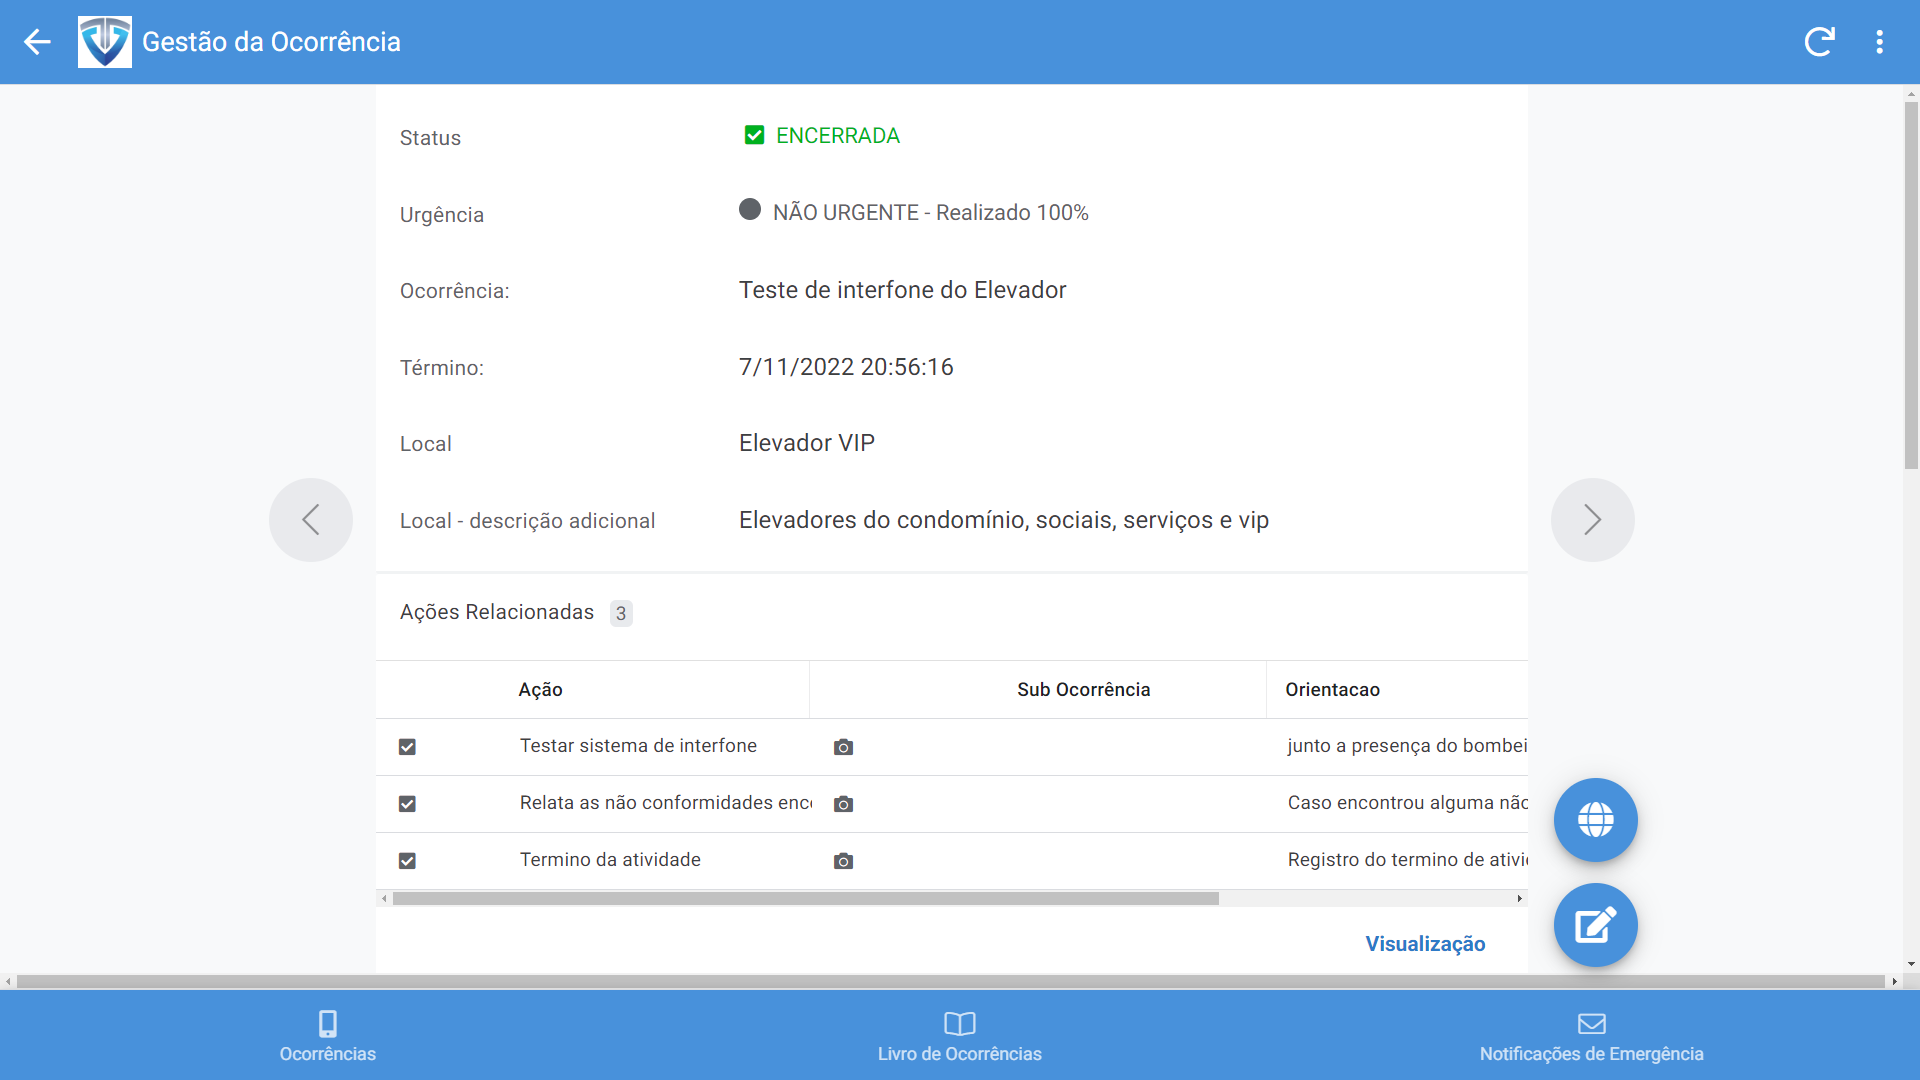 Gestão da Ocorrência
Status
ENCERRADA
Urgência
NÃO URGENTE - Realizado 100%
Ocorrência:
Teste de interfone do Elevador
Término:
7/11/2022 20:56:16
Local
Elevador VIP
Local - descrição adicional
Elevadores do condomínio, sociais, serviços e vip
Ações Relacionadas 3
Ação Sub Ocorrência Orientacao
Testar sistema de interfone junto a presença do bombei
Relata as não conformidades enc Caso encontrou alguma não
Termino da atividade Registro do termino de ativi
Visualização
Ocorrências
Livro de Ocorrências
Notificações de Emergência